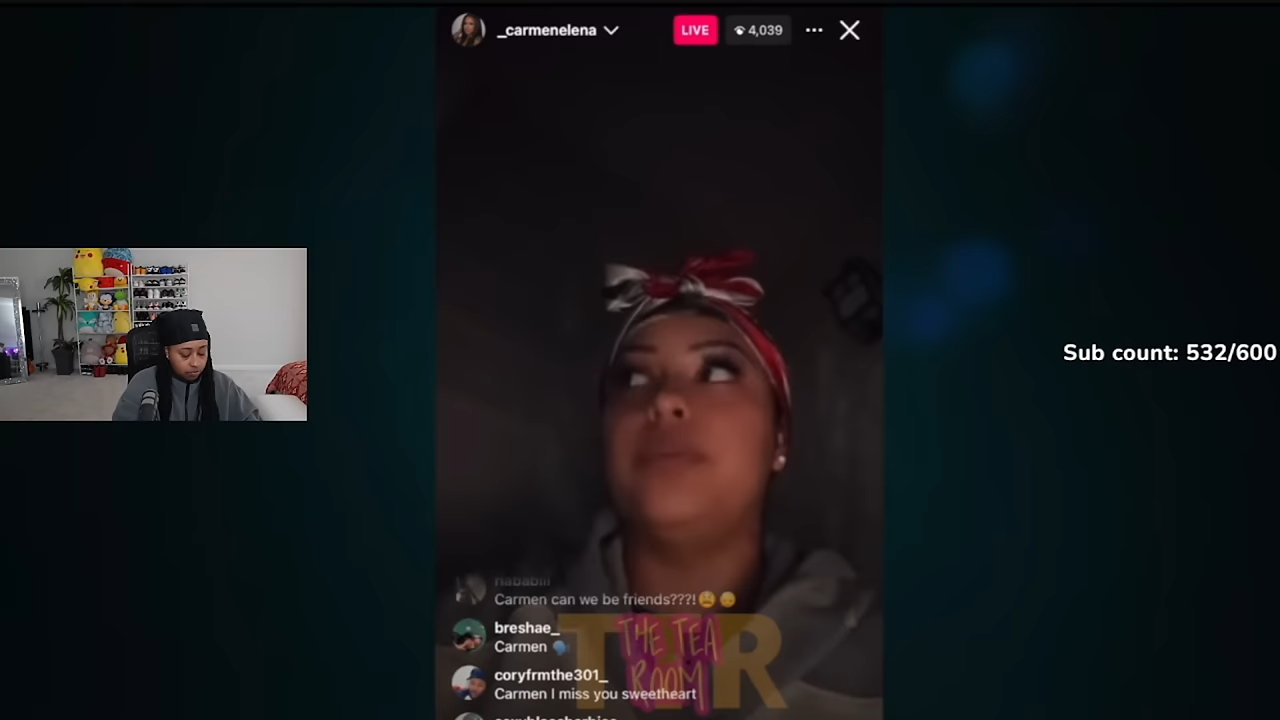 _carmenelena
LIVE
4,039
Sub count: 532/600
Carmen can we be friends???!😫😞
breshae_
Carmen 🗣
coryfrmthe301_
Carmen I miss you sweetheart
THE TEA
ROOM